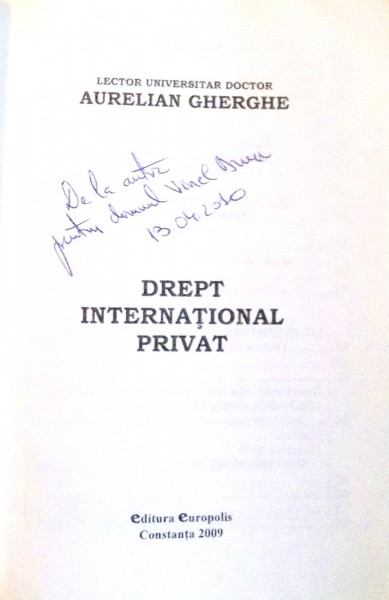 LECTOR UNIVERSITAR DOCTOR
AURELIAN GHERGHE
De la autor
pentru domnul Viorel
13.04.2010
DREPT
INTERNAȚIONAL
PRIVAT
Editura Europolis
Constanța 2009